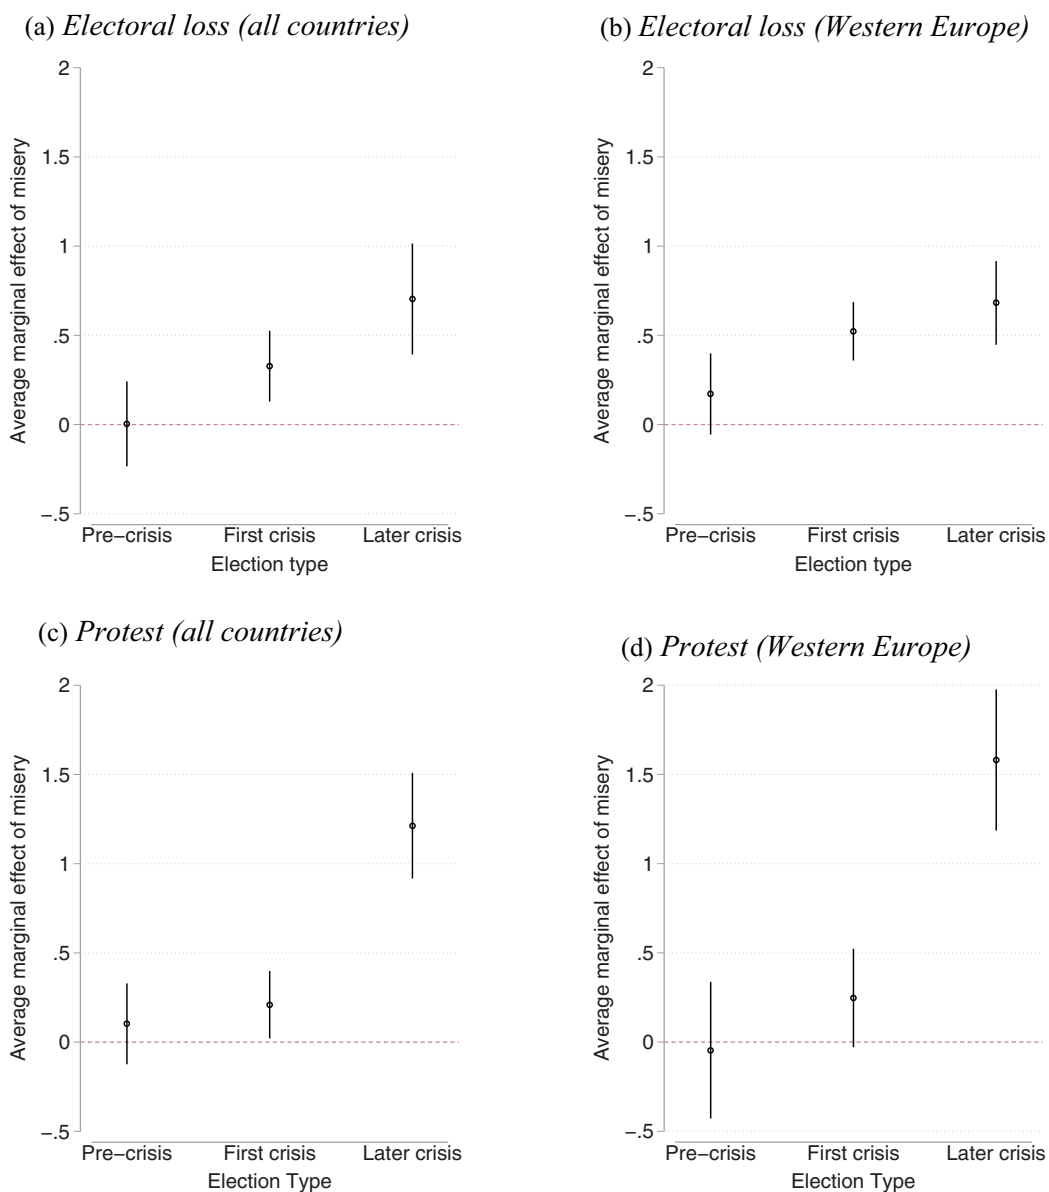 (a) Electoral loss (all countries)
2
1.5
1
.5
0
−.5
Average marginal effect of misery
Pre−crisis First crisis Later crisis
Election type
(b) Electoral loss (Western Europe)
2
1.5
1
.5
0
−.5
Average marginal effect of misery
Pre−crisis First crisis Later crisis
Election type
(c) Protest (all countries)
2
1.5
1
.5
0
−.5
Average marginal effect of misery
Pre−crisis First crisis Later crisis
Election Type
(d) Protest (Western Europe)
2
1.5
1
.5
0
−.5
Average marginal effect of misery
Pre−crisis First crisis Later crisis
Election Type